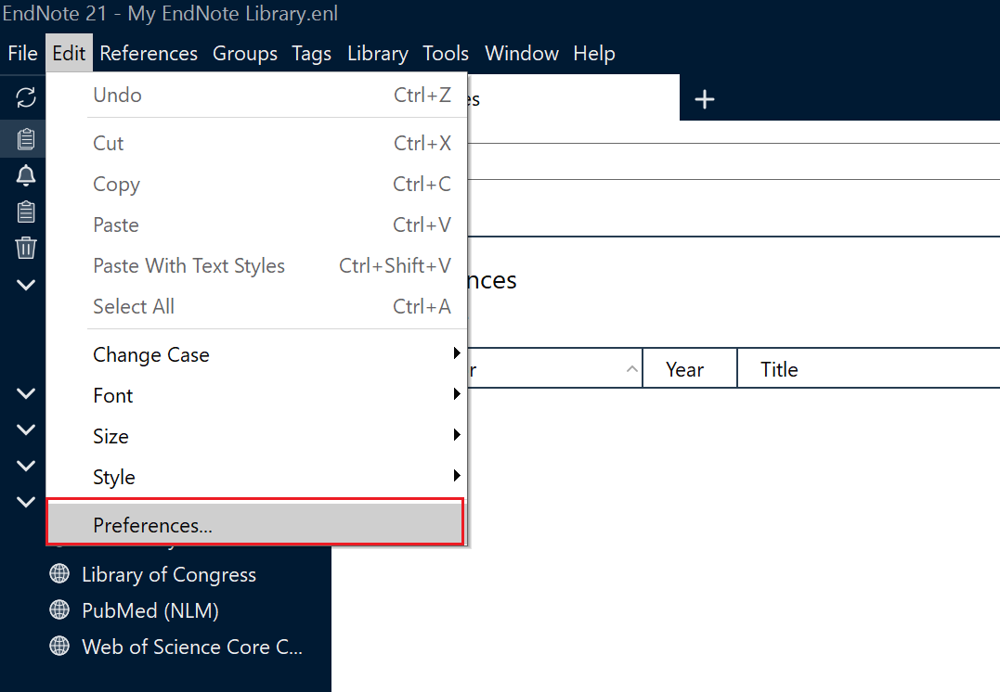 EndNote 21 - My EndNote Library.enl
File Edit References Groups Tags Library Tools Window Help
Undo Ctrl+Z
Cut Ctrl+X
Copy Ctrl+C
Paste Ctrl+V
Paste With Text Styles Ctrl+Shift+V
Select All Ctrl+A
Change Case
Font
Size
Style
Preferences...
Year Title
Library of Congress
PubMed (NLM)
Web of Science Core C...